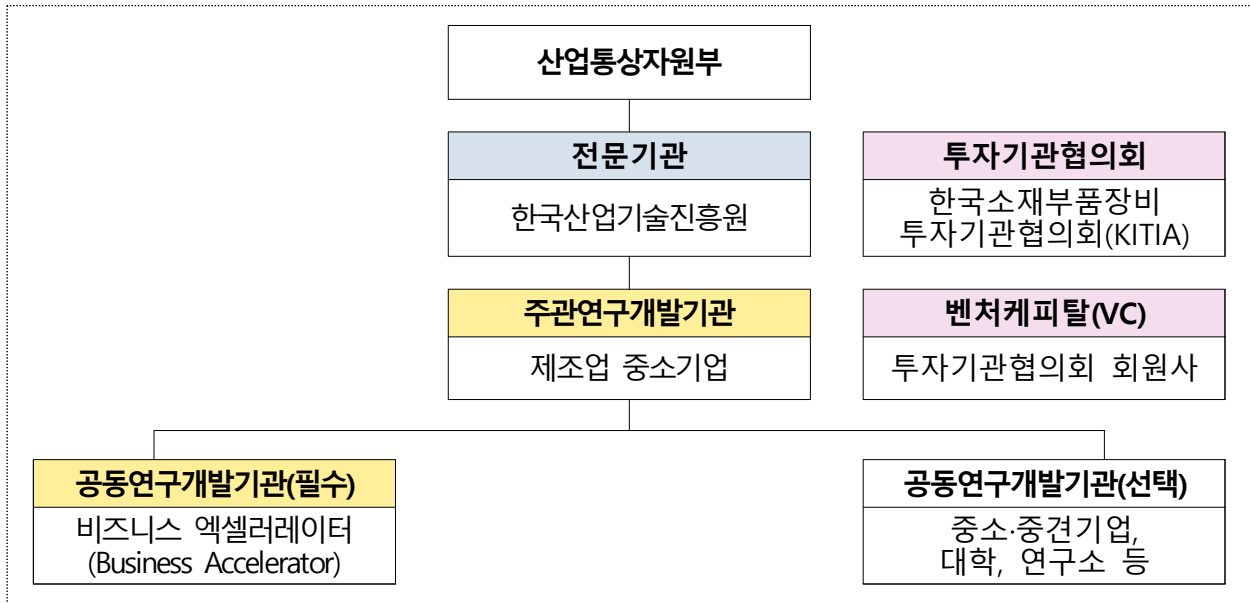 산업통상자원부
전문기관
한국산업기술진흥원
투자기관협의회
한국소재부품장비
투자기관협의회(KITIA)
주관연구개발기관
제조업 중소기업
벤처케피탈(VC)
투자기관협의회 회원사
공동연구개발기관(필수)
비즈니스 엑셀러레이터
(Business Accelerator)
공동연구개발기관(선택)
중소·중견기업,
대학, 연구소 등